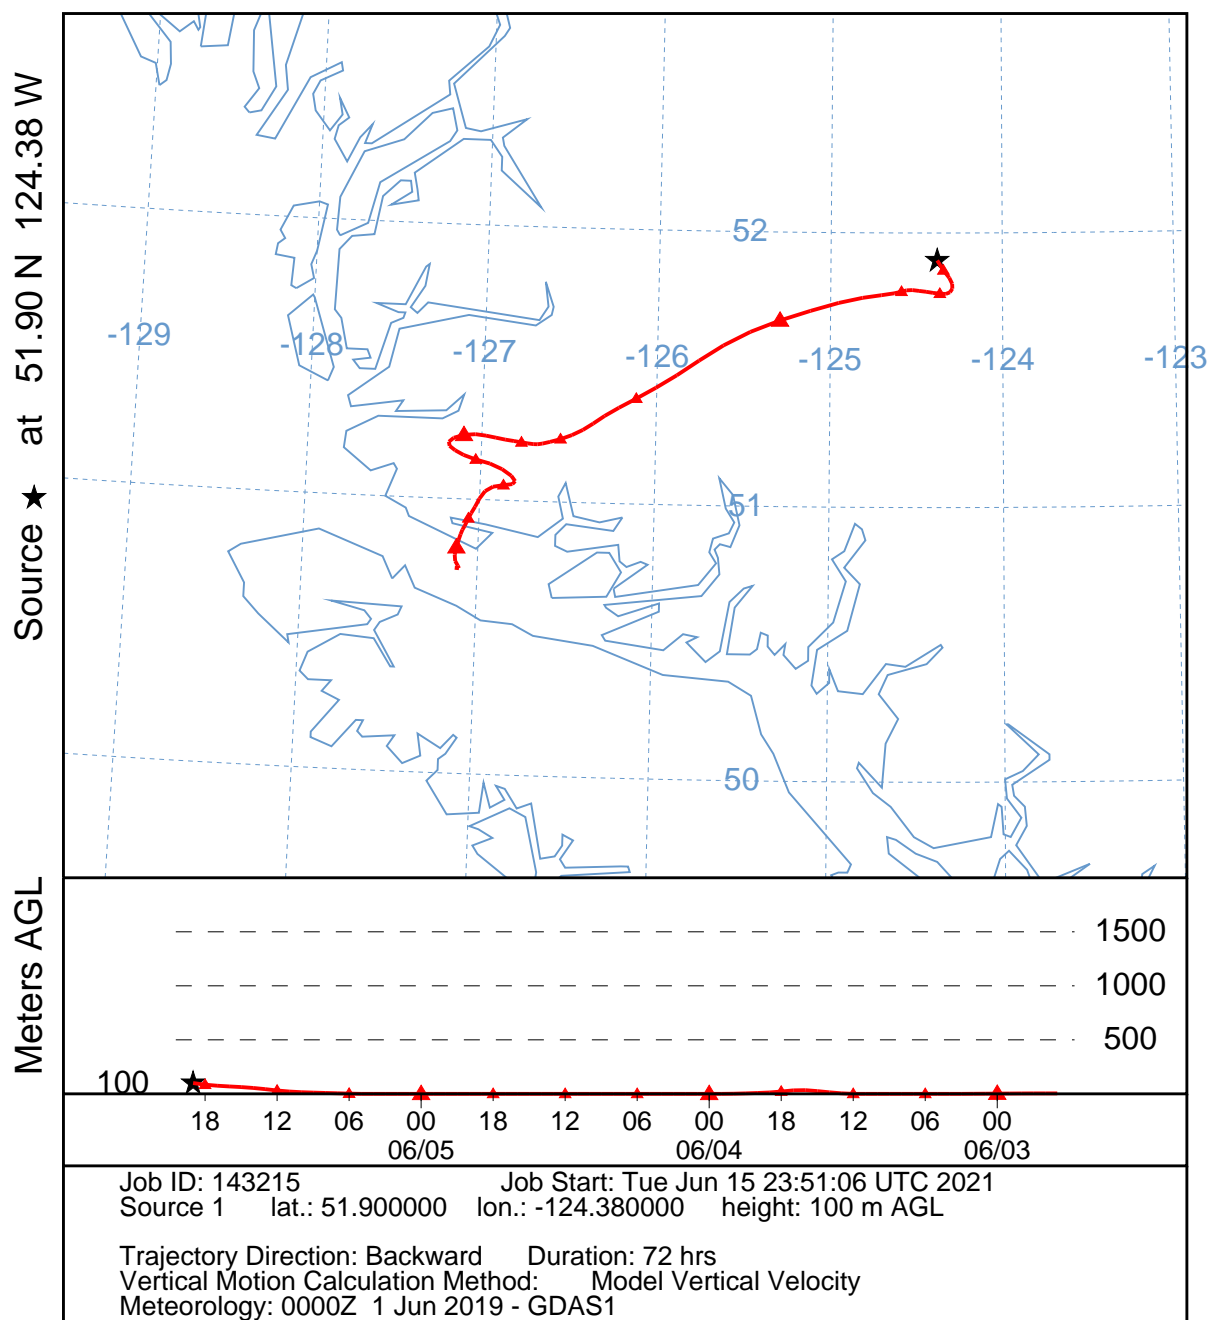 Source ★ at 51.90 N 124.38 W
52
-129
-128
-127
-126
-125
-124
-123
51
50
Meters AGL
1500
1000
500
100
18 12 06 00 18 12 06 00 18 12 06 00
06/05 06/04 06/03
Job ID: 143215 Job Start: Tue Jun 15 23:51:06 UTC 2021
Source 1 lat.: 51.900000 lon.: -124.380000 height: 100 m AGL
Trajectory Direction: Backward Duration: 72 hrs
Vertical Motion Calculation Method: Model Vertical Velocity
Meteorology: 0000Z 1 Jun 2019 - GDAS1